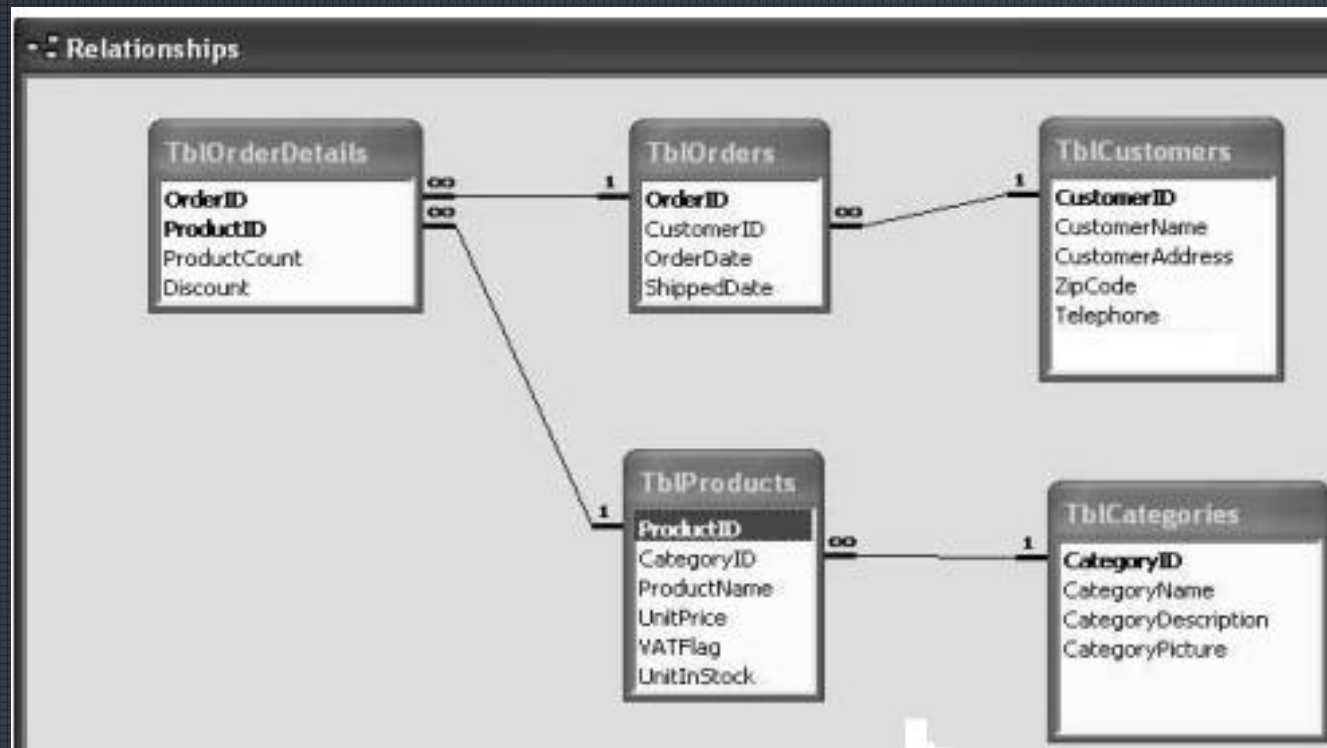 Relationships
TblOrderDetails
OrderID
ProductID
ProductCount
Discount
∞
∞
1
TblOrders
OrderID
CustomerID
OrderDate
ShippedDate
∞
1
TblCustomers
CustomerID
CustomerName
CustomerAddress
ZipCode
Telephone
1
TblProducts
ProductID
CategoryID
ProductName
UnitPrice
VATFlag
UnitInStock
∞
1
TblCategories
CategoryID
CategoryName
CategoryDescription
CategoryPicture